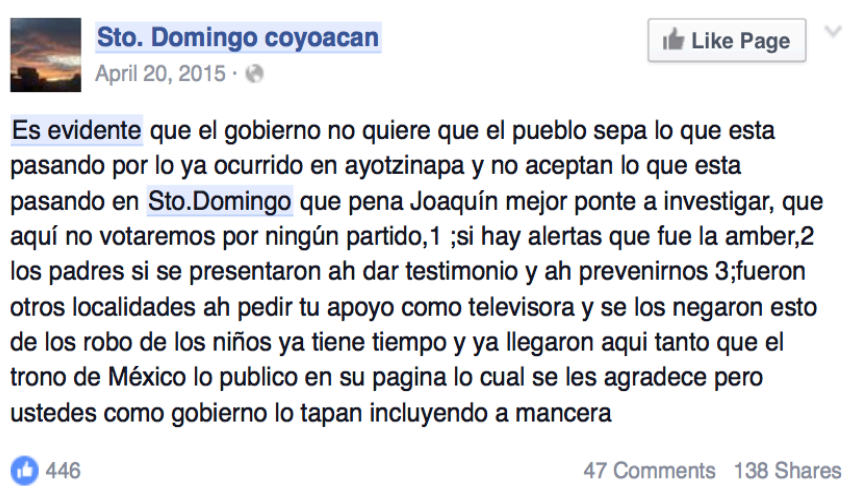 Sto. Domingo coyoacan
Like Page
April 20, 2015 ·
Es evidente que el gobierno no quiere que el pueblo sepa lo que esta
pasando por lo ya ocurrido en ayotzinapa y no aceptan lo que esta
pasando en Sto.Domingo que pena Joaquín mejor ponte a investigar, que
aquí no votaremos por ningún partido,1 ;si hay alertas que fue la amber,2
los padres si se presentaron ah dar testimonio y ah prevenirnos 3;fueron
otros localidades ah pedir tu apoyo como televisora y se los negaron esto
de los robo de los niños ya tiene tiempo y ya llegaron aqui tanto que el
trono de México lo publico en su pagina lo cual se les agradece pero
ustedes como gobierno lo tapan incluyendo a mancera
446
47 Comments 138 Shares